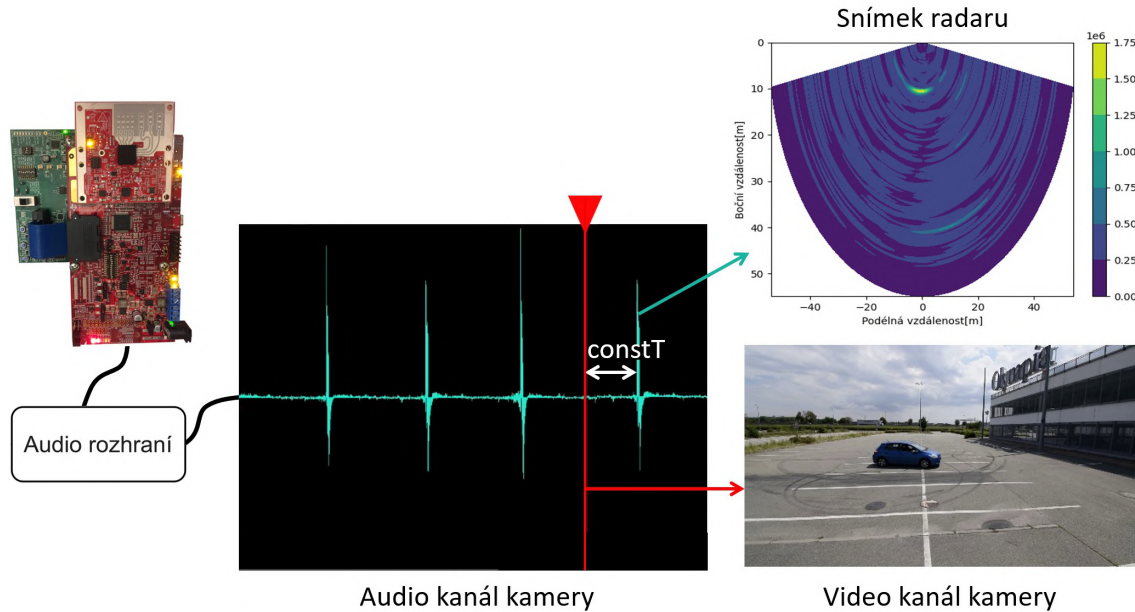 Snímek radaru
1e6
0
10
20
30
40
50
Boční vzdálenost[m]
−40
−20
0
20
40
Podélná vzdálenost[m]
1.75
1.50
1.25
1.00
0.75
0.50
0.25
0.00
constT
Audio rozhraní
Olympia
Audio kanál kamery
Video kanál kamery